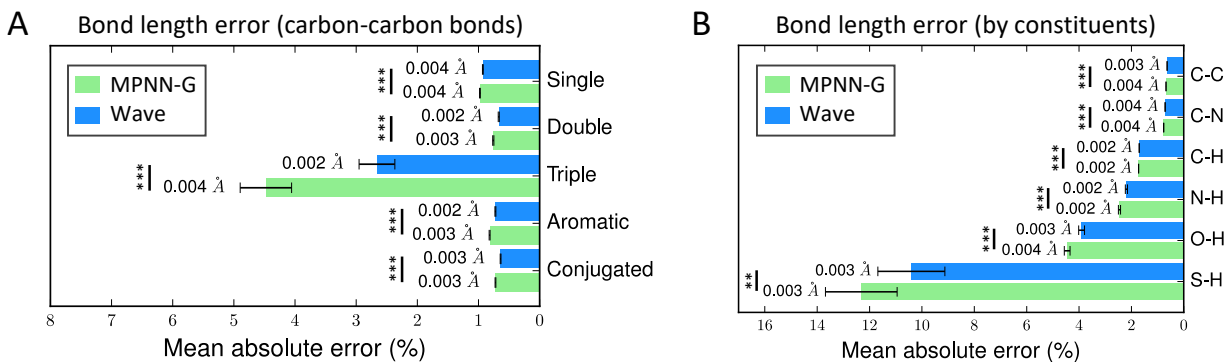 A
Bond length error (carbon-carbon bonds)
MPNN-G
Wave
*** 0.004 Å Single
0.004 Å
*** 0.002 Å Double
0.003 Å
*** 0.002 Å Triple
0.004 Å
*** 0.002 Å Aromatic
0.003 Å
*** 0.003 Å Conjugated
0.003 Å
8 7 6 5 4 3 2 1 0
Mean absolute error (%)
B
Bond length error (by constituents)
MPNN-G
Wave
*** 0.003 Å C-C
0.004 Å
*** 0.004 Å C-N
0.004 Å
*** 0.002 Å C-H
0.002 Å
*** 0.002 Å N-H
0.002 Å
*** 0.003 Å O-H
0.004 Å
** 0.003 Å S-H
0.003 Å
16 14 12 10 8 6 4 2 0
Mean absolute error (%)